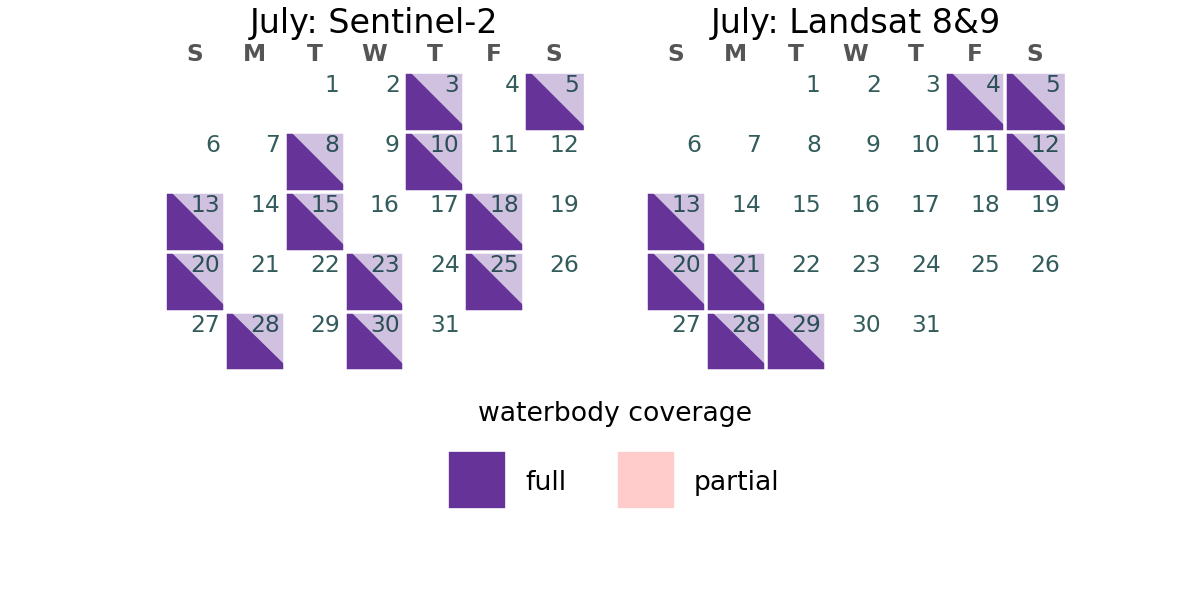 July: Sentinel-2
S M T W T F S
1 2 3 4 5
6 7 8 9 10 11 12
13 14 15 16 17 18 19
20 21 22 23 24 25 26
27 28 29 30 31
July: Landsat 8&9
S M T W T F S
1 2 3 4 5
6 7 8 9 10 11 12
13 14 15 16 17 18 19
20 21 22 23 24 25 26
27 28 29 30 31
waterbody coverage
full
partial